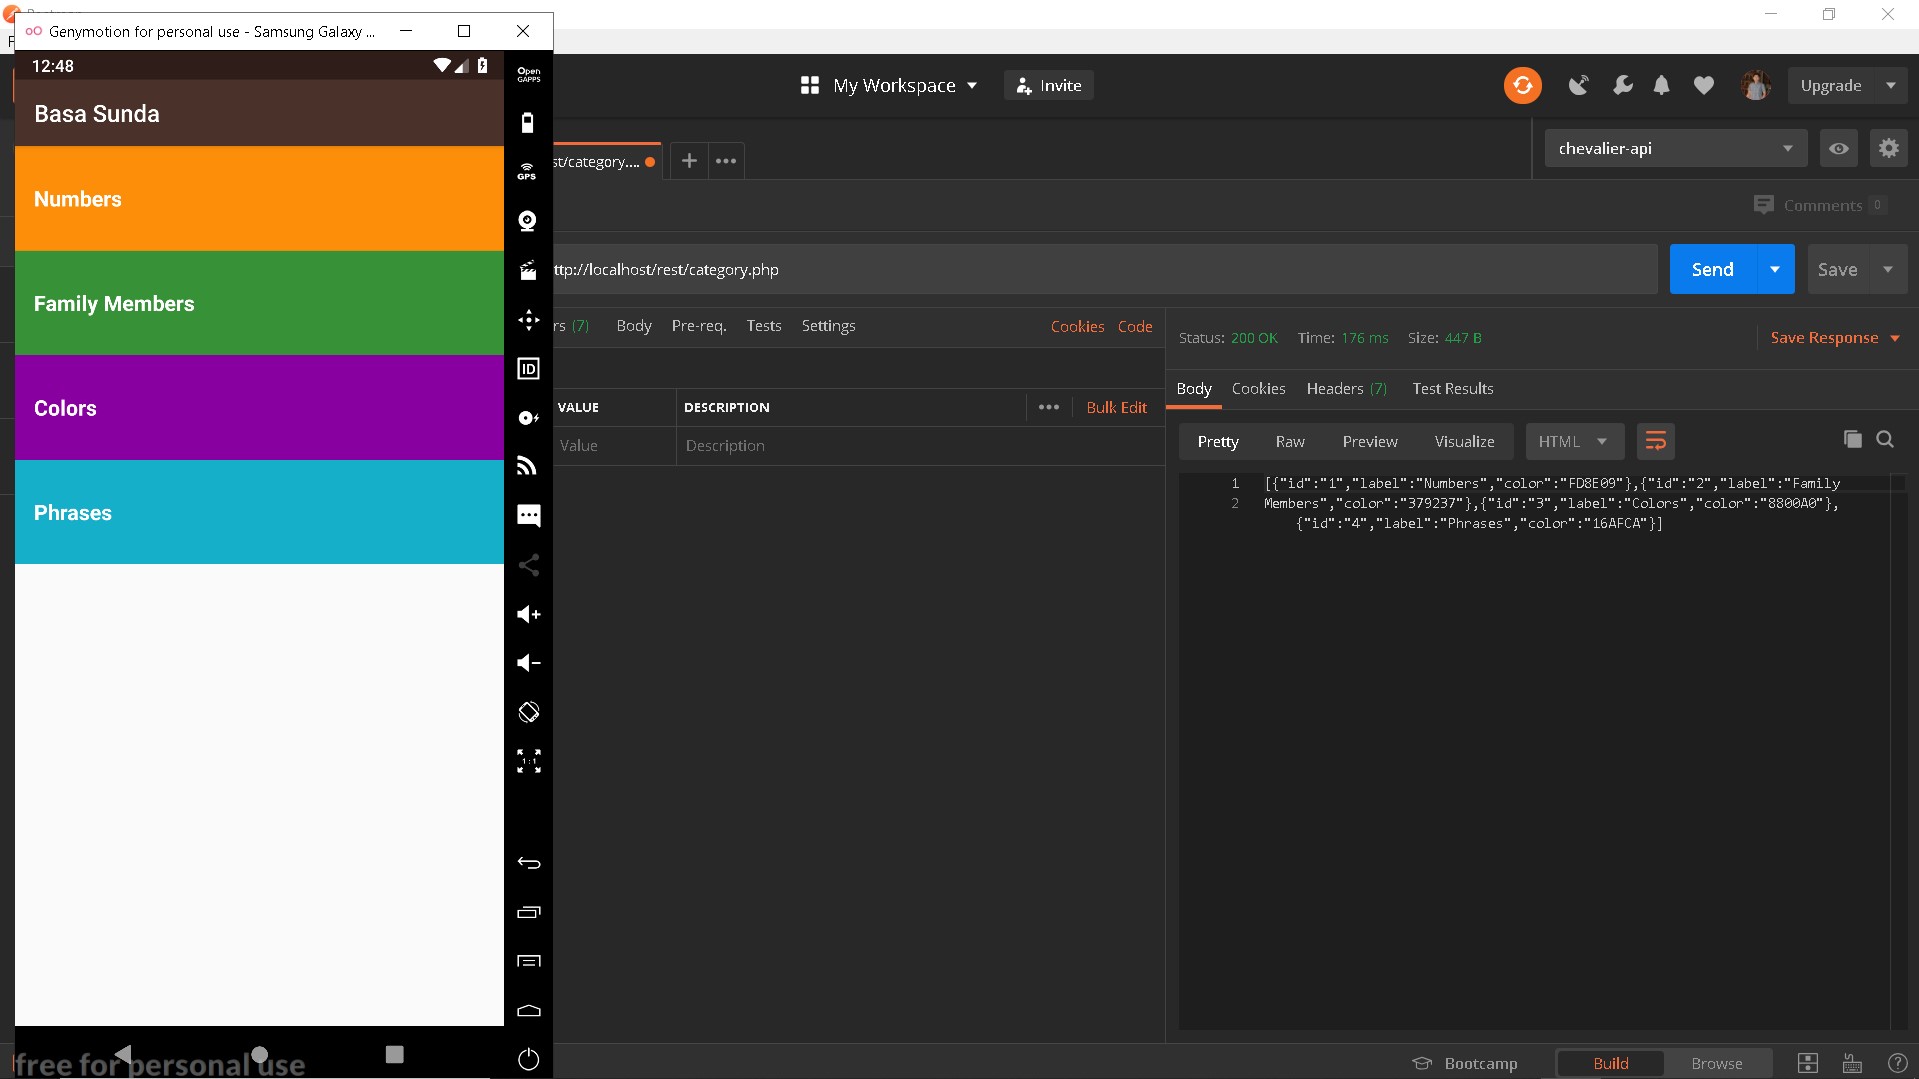 Genymotion for personal use - Samsung Galaxy ...
12:48
Basa Sunda
Numbers
Family Members
Colors
Phrases
free for personal use
Open
GAPPS
GPS
ID
1:1
My Workspace
Invite
Upgrade
st/category....
chevalier-api
Comments 0
ttp://localhost/rest/category.php
Send
Save
rs (7)
Body
Pre-req.
Tests
Settings
Cookies
Code
VALUE
DESCRIPTION
Bulk Edit
Value
Description
Status: 200 OK
Time: 176 ms
Size: 447 B
Save Response
Body
Cookies
Headers (7)
Test Results
Pretty
Raw
Preview
Visualize
HTML
1 [{"id":"1","label":"Numbers","color":"FD8E09"},{"id":"2","label":"Family
2 Members","color":"379237"},{"id":"3","label":"Colors","color":"8800A0"},
{"id":"4","label":"Phrases","color":"16AFCA"}]
Bootcamp
Build
Browse